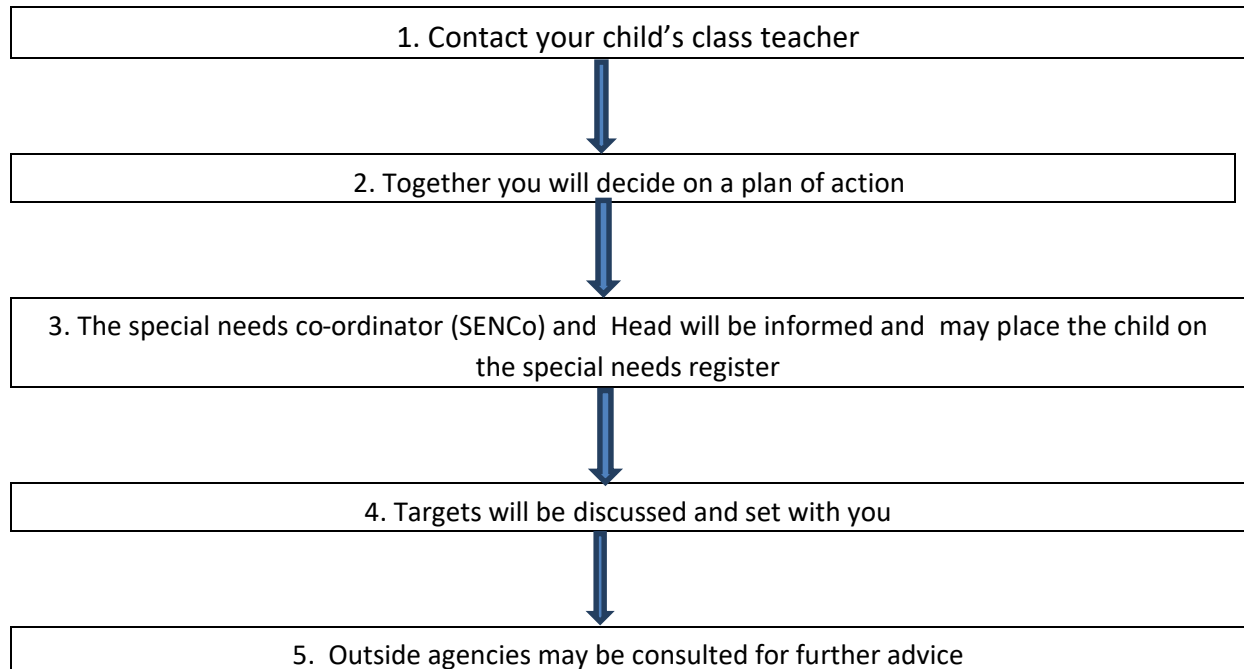 1. Contact your child’s class teacher
2. Together you will decide on a plan of action
3. The special needs co-ordinator (SENCo) and Head will be informed and may place the child on
the special needs register
4. Targets will be discussed and set with you
5. Outside agencies may be consulted for further advice